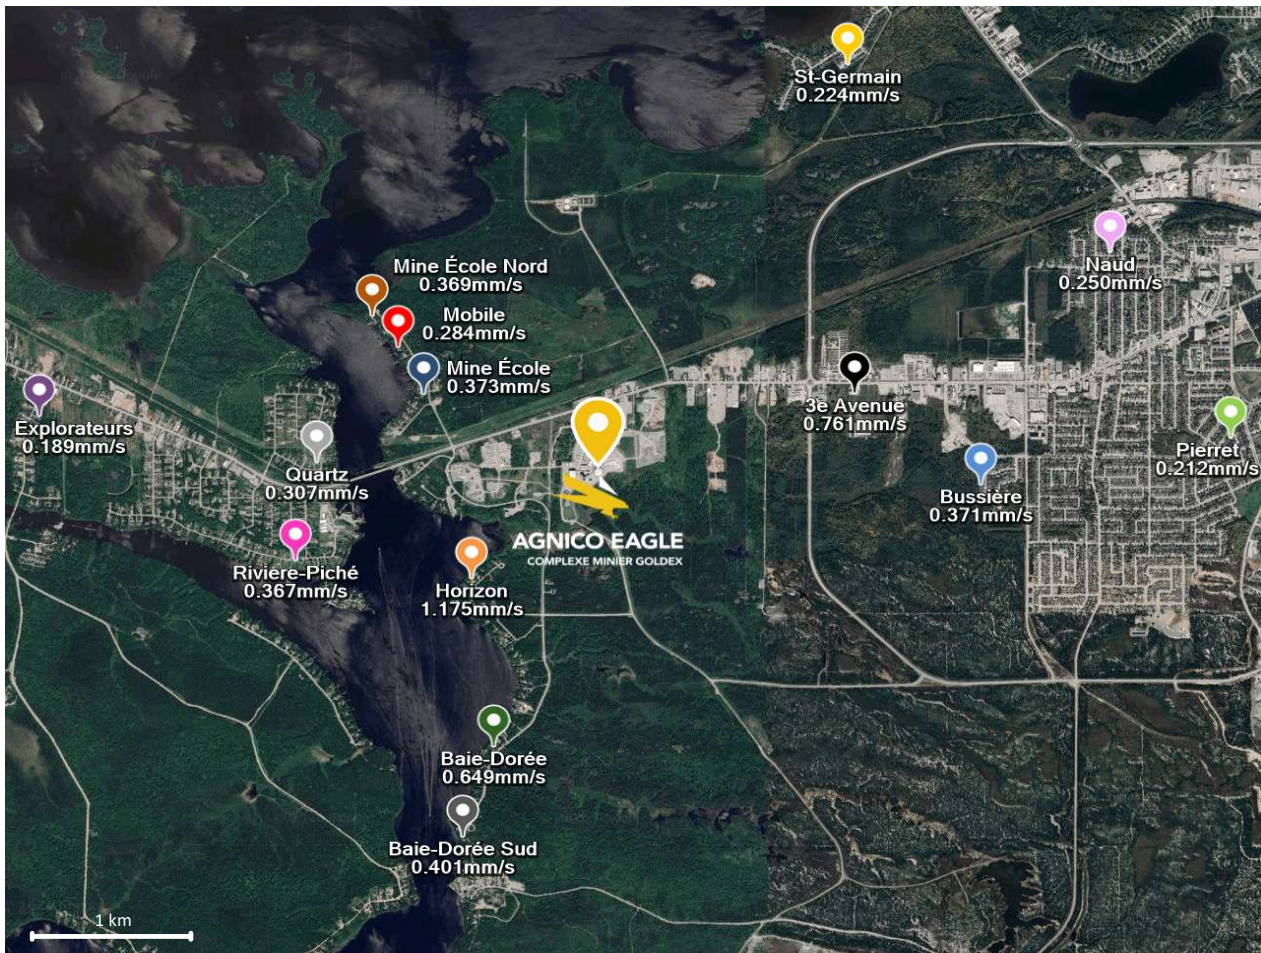 St-Germain
0.224mm/s
Naud
0.250mm/s
Mine École Nord
0.369mm/s
Mobile
0.284mm/s
Mine École
0.373mm/s
Explorateurs
0.189mm/s
3e Avenue
0.761mm/s
Pierret
0.212mm/s
Quartz
0.307mm/s
Bussière
0.371mm/s
AGNICO EAGLE
COMPLEXE MINIER GOLDEX
Riviere-Piché
0.367mm/s
Horizon
1.175mm/s
Baie-Dorée
0.649mm/s
Baie-Dorée Sud
0.401mm/s
1 km